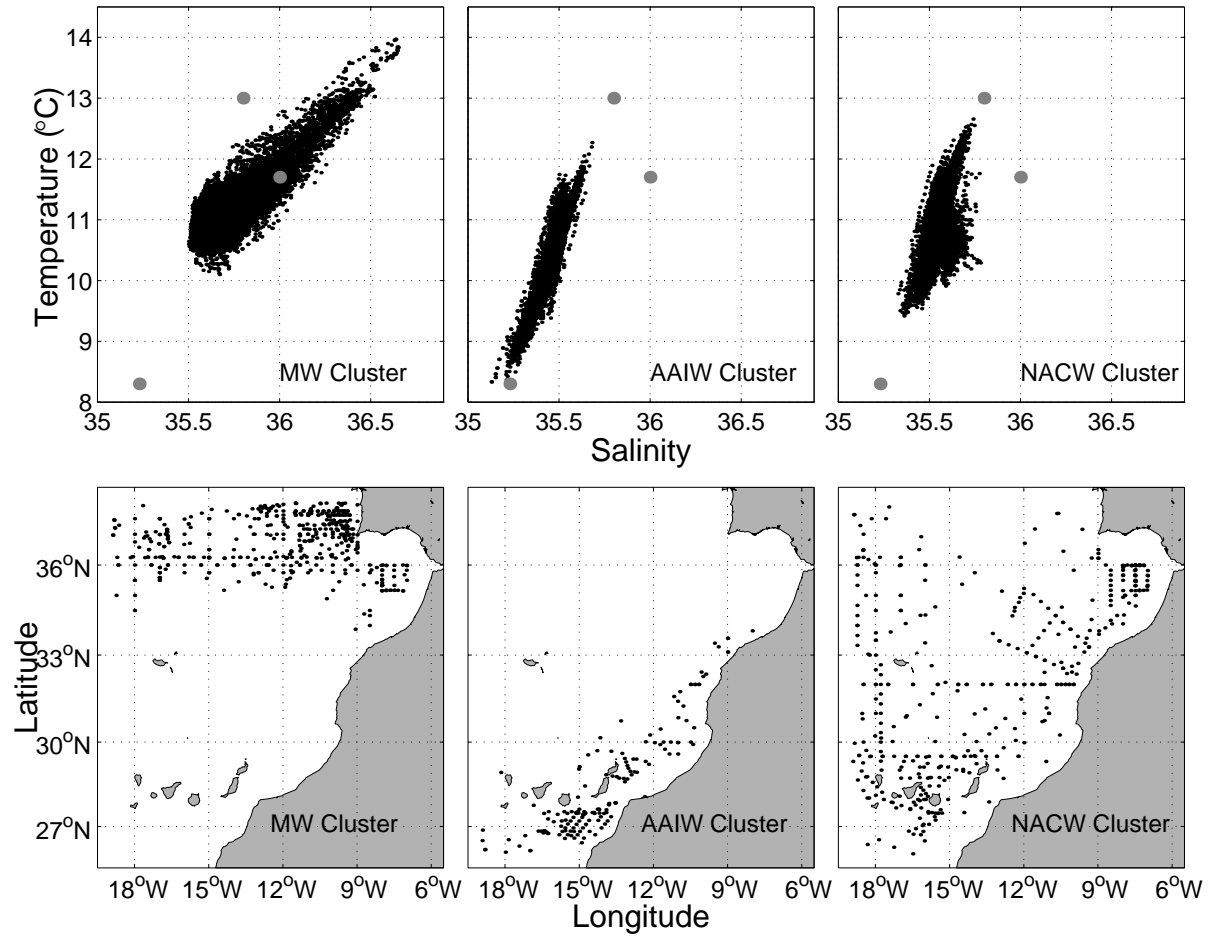 Temperature (°C)
14
13
12
11
10
9
8
MW Cluster
AAIW Cluster
NACW Cluster
35 35.5 36 36.5
35 35.5 36 36.5
35 35.5 36 36.5
Salinity
Latitude
36°N
33°N
30°N
27°N
MW Cluster
AAIW Cluster
NACW Cluster
18°W 15°W 12°W 9°W 6°W
18°W 15°W 12°W 9°W 6°W
18°W 15°W 12°W 9°W 6°W
Longitude